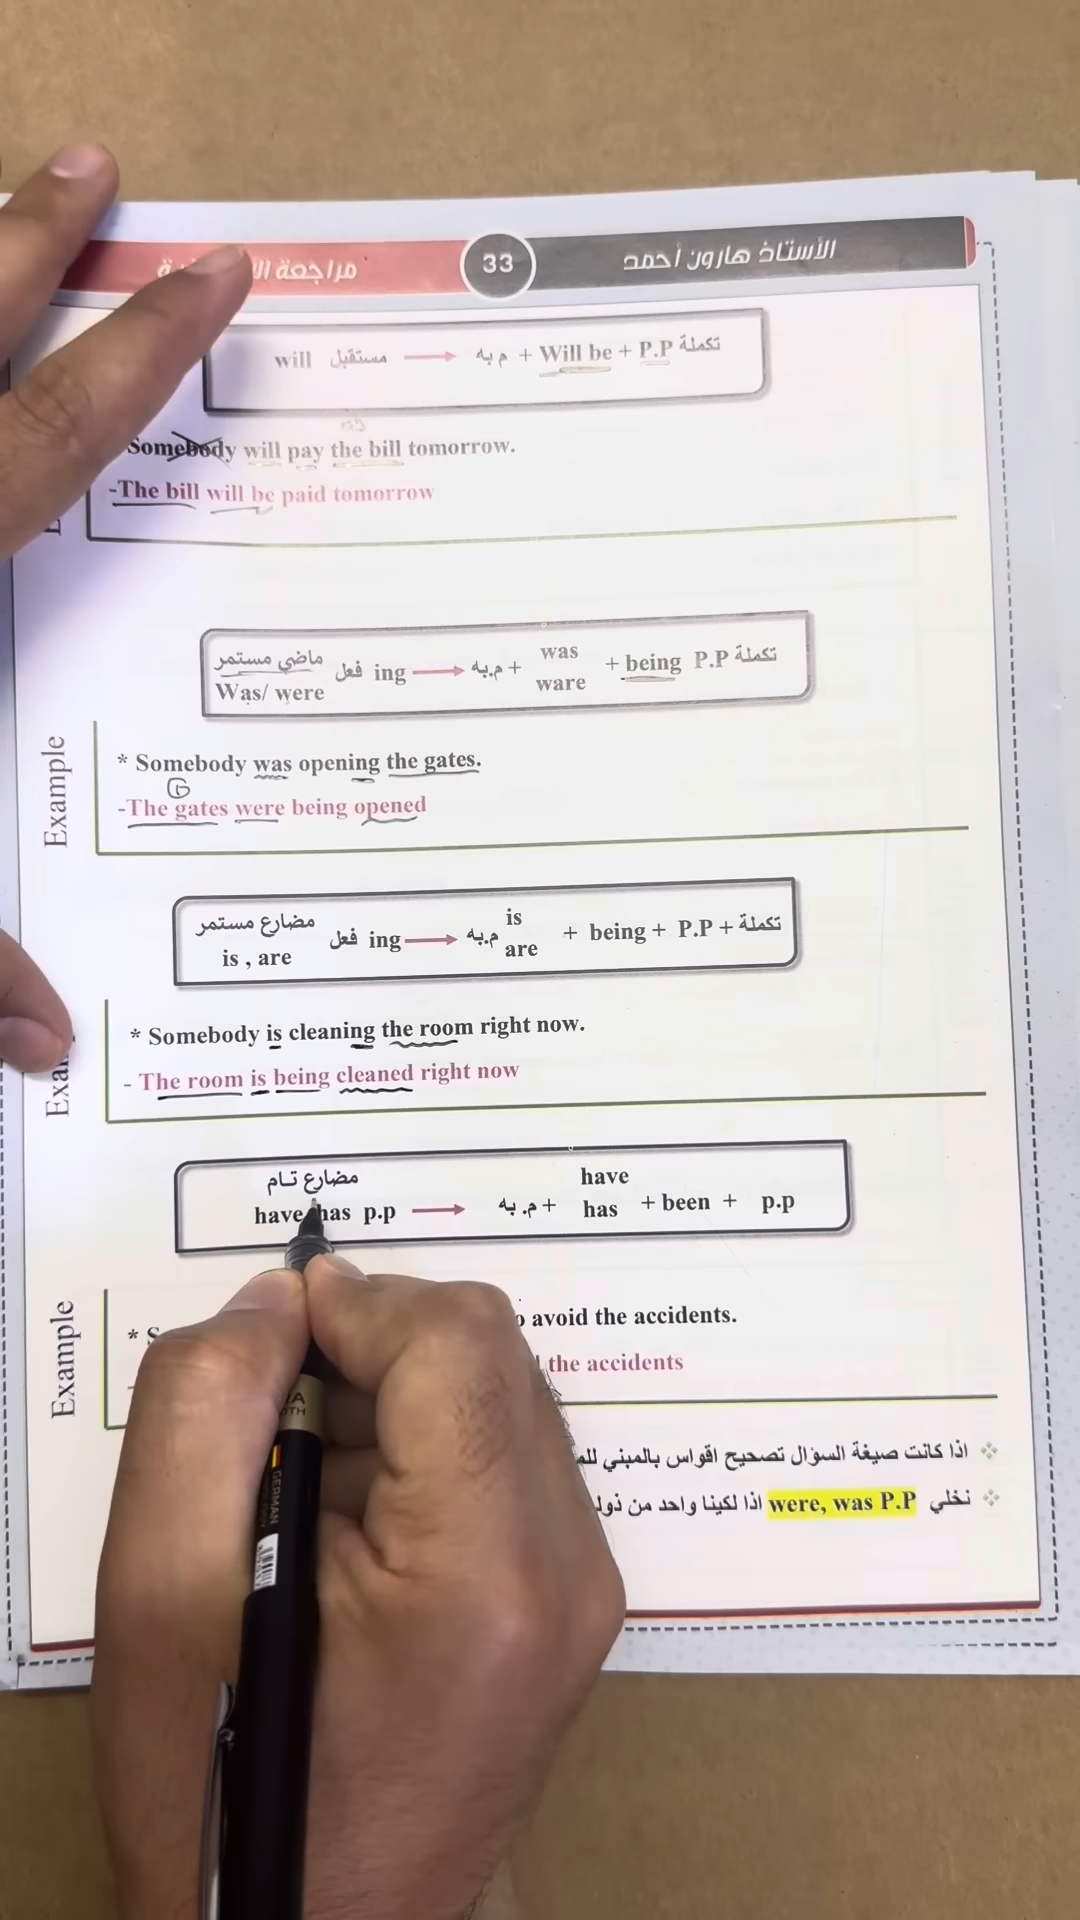 مراجعة
33
الأستاذ هارون أحمد
will مستقبل → م به + Will be + P.P تكملة
Somebody will pay the bill tomorrow.
-The bill will be paid tomorrow
ماضي مستمر Was/ were فعل ing → م.به + was ware + being P.P تكملة
Example
* Somebody was opening the gates.
-The gates were being opened
مضارع مستمر is , are فعل ing → م.به is are + being + P.P + تكملة
* Somebody is cleaning the room right now.
- The room is being cleaned right now
مضارع تام have has p.p → م.به + have has + been + p.p
Example
avoid the accidents.
the accidents
اذا كانت صيغة السؤال تصحيح اقواس بالمبني
نخلي were, was P.P اذا لكينا واحد من